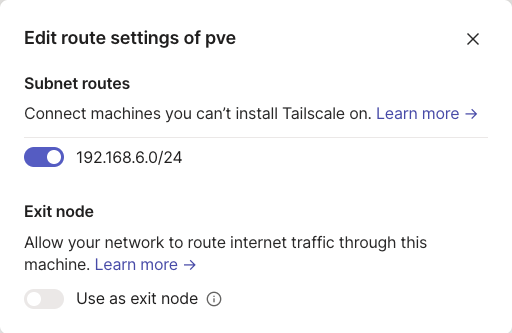 Edit route settings of pve
Subnet routes
Connect machines you can’t install Tailscale on. Learn more →
192.168.6.0/24
Exit node
Allow your network to route internet traffic through this
machine. Learn more →
Use as exit node